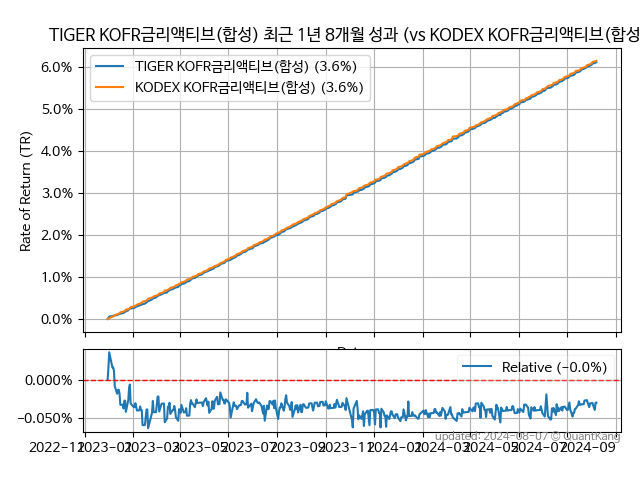 TIGER KOFR금리액티브(합성) 최근 1년 8개월 성과 (vs KODEX KOFR금리액티브(합성
TIGER KOFR금리액티브(합성) (3.6%)
KODEX KOFR금리액티브(합성) (3.6%)
Rate of Return (TR)
6.0%
5.0%
4.0%
3.0%
2.0%
1.0%
0.0%
Relative (-0.0%)
0.000%
-0.050%
updated: 2024-08-07 © QuantKang
2022-11 2023-01 2023-03 2023-05 2023-07 2023-09 2023-11 2024-01 2024-03 2024-05 2024-07 2024-09